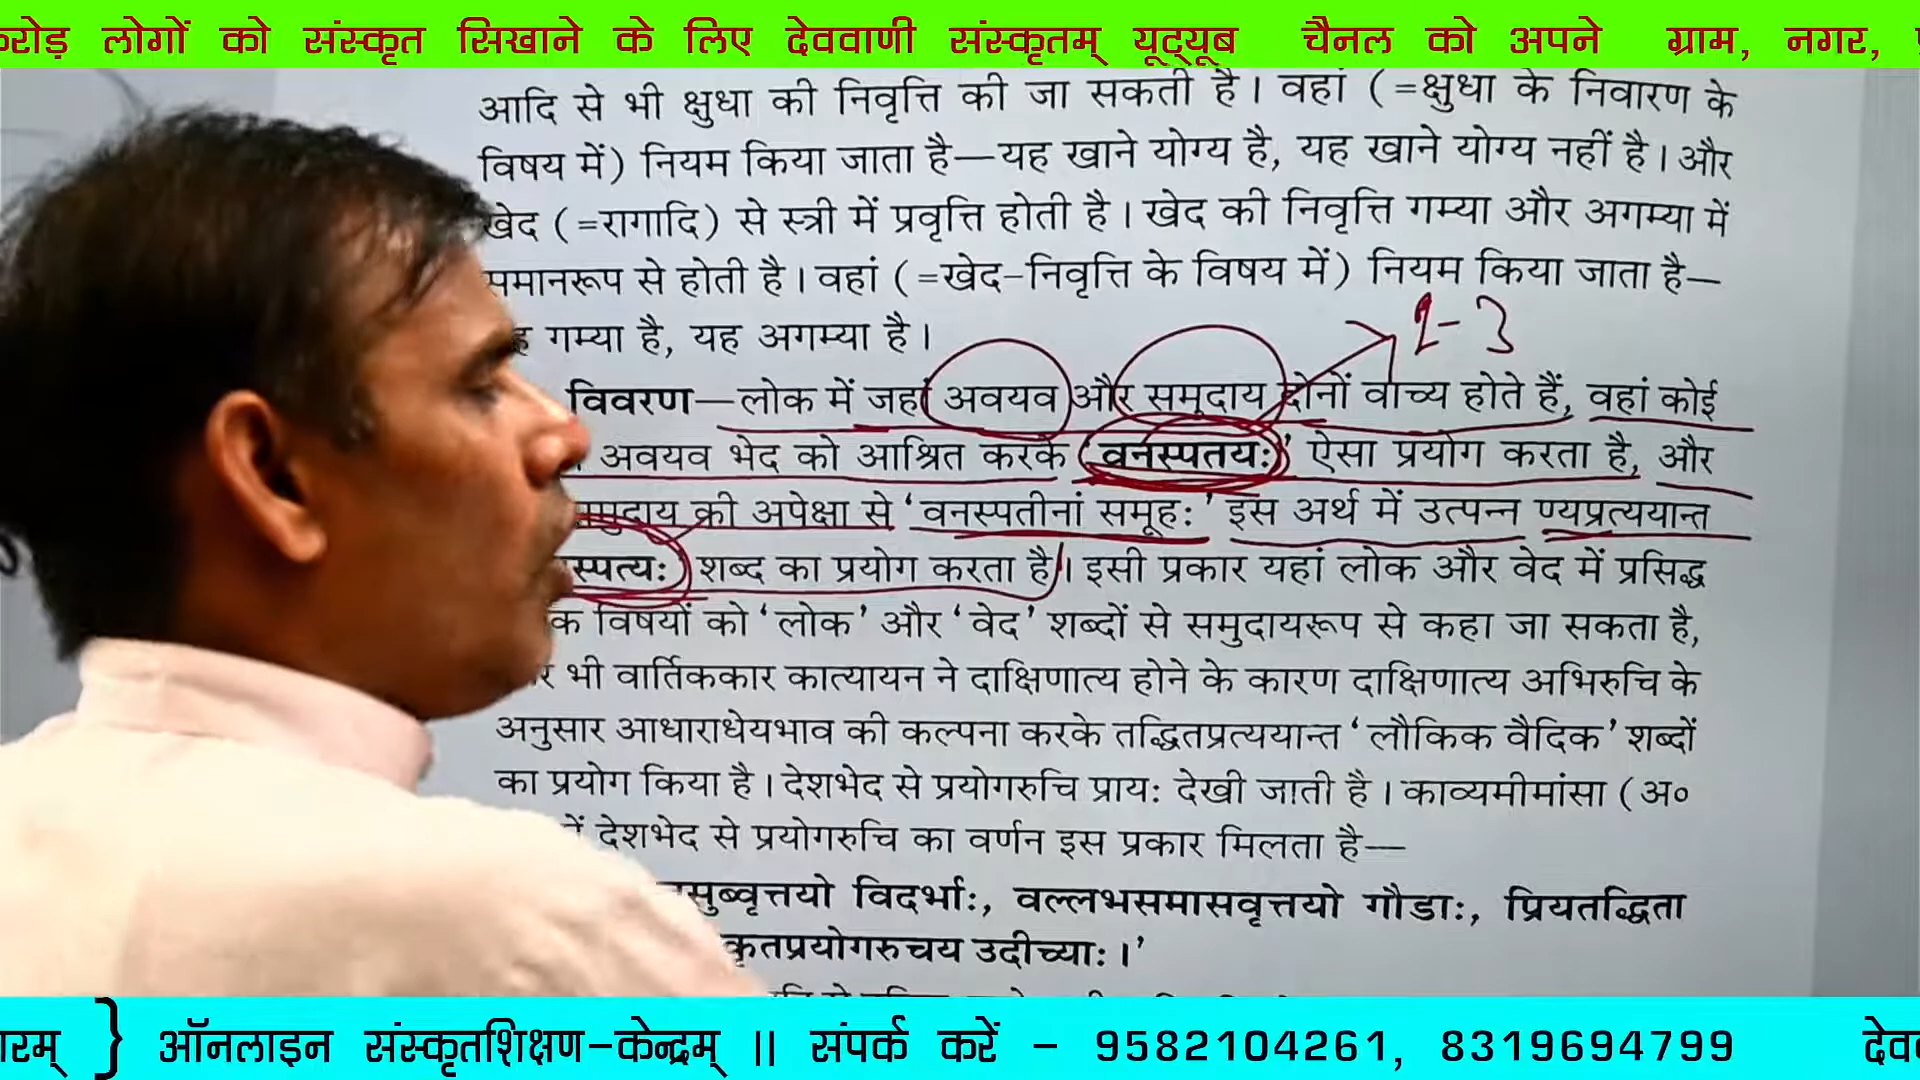 लोगों को संस्कृत सिखाने के लिए देववाणी संस्कृतम् यूट्यूब चैनल को अपने ग्राम, नगर,
आदि से भी क्षुधा की निवृत्ति की जा सकती है। वहां (=क्षुधा के निवारण के
विषय में) नियम किया जाता है—यह खाने योग्य है, यह खाने योग्य नहीं है। और
खेद (=रागादि) से स्त्री में प्रवृत्ति होती है। खेद की निवृत्ति गम्या और अगम्या में
समानरूप से होती है। वहां (=खेद-निवृत्ति के विषय में) नियम किया जाता है—
गम्या है, यह अगम्या है।
1-3
विवरण—लोक में जहां अवयव और समुदाय दोनों वाच्य होते हैं, वहां कोई
अवयव भेद को आश्रित करके 'वनस्पतयः' ऐसा प्रयोग करता है, और
समुदाय की अपेक्षा से 'वनस्पतीनां समूहः' इस अर्थ में उत्पन्न ण्यप्रत्ययान्त
स्पत्यः शब्द का प्रयोग करता है। इसी प्रकार यहां लोक और वेद में प्रसिद्ध
विषयों को 'लोक' और 'वेद' शब्दों से समुदायरूप से कहा जा सकता है,
भी वार्तिककार कात्यायन ने दाक्षिणात्य होने के कारण दाक्षिणात्य अभिरुचि के
अनुसार आधाराधेयभाव की कल्पना करके तद्धितप्रत्ययान्त 'लौकिक वैदिक' शब्दों
का प्रयोग किया है। देशभेद से प्रयोगरुचि प्रायः देखी जाती है। काव्यमीमांसा (अ०
देशभेद से प्रयोगरुचि का वर्णन इस प्रकार मिलता है—
सुब्वृत्तयो विदर्भाः, वल्लभसमासवृत्तयो गौडाः, प्रियतद्धिता
कृतप्रयोगरुचय उदीच्याः।'
} ऑनलाइन संस्कृतशिक्षण-केन्द्रम् || संपर्क करें - 9582104261, 8319694799